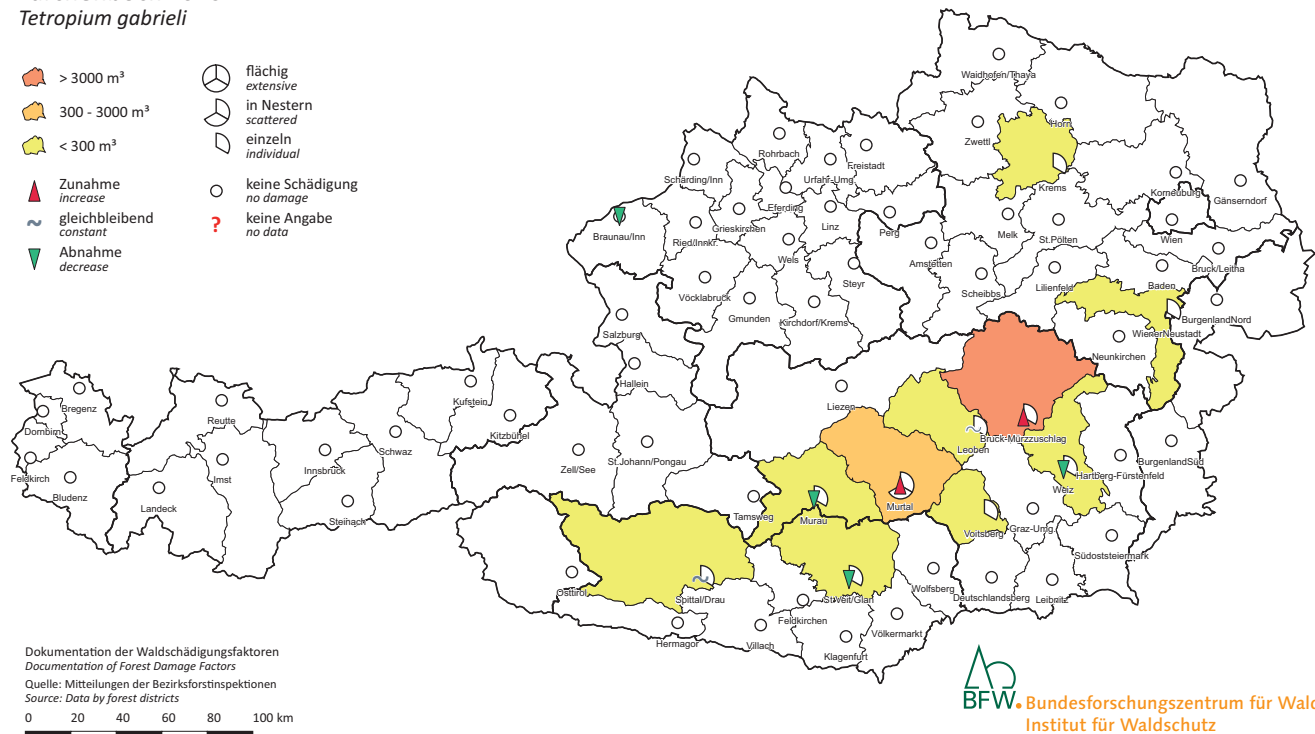 Tetropium gabrieli
> 3000 m³
300 - 3000 m³
< 300 m³
flächig
extensive
in Nestern
scattered
einzeln
individual
Zunahme
increase
gleichbleibend
constant
Abnahme
decrease
keine Schädigung
no damage
? keine Angabe
no data
Waidhofen/Thaya
Horn
Zwettl
Krems
Korneuburg
Gänserndorf
Rohrbach
Freistadt
Schärding/Inn
Urfahr-Umg.
Eferding
Grieskirchen
Linz
Perg
Braunau/Inn
Ried/Innkr.
Wels
Steyr
Vöcklabruck
Gmunden
Kirchdorf/Krems
Amstetten
Melk
St.Pölten
Wien
Scheibbs
Lilienfeld
Baden
Bruck/Leitha
WienerNeustadt
BurgenlandNord
Neunkirchen
Salzburg
Hallein
Liezen
Leoben
Bruck-Mürzzuschlag
Hartberg-Fürstenfeld
BurgenlandSüd
Weiz
Bregenz
Dornbirn
Feldkirch
Bludenz
Reutte
Imst
Landeck
Innsbruck
Steinach
Schwaz
Kufstein
Kitzbühel
Zell/See
St.Johann/Pongau
Tamsweg
Murau
Murtal
Voitsberg
Graz-Umg.
Südoststeiermark
Osttirol
Spittal/Drau
St.Veit/Glan
Wolfsberg
Deutschlandsberg
Leibnitz
Hermagor
Villach
Feldkirchen
Klagenfurt
Völkermarkt
Dokumentation der Waldschädigungsfaktoren
Documentation of Forest Damage Factors
Quelle: Mitteilungen der Bezirksforstinspektionen
Source: Data by forest districts
0 20 40 60 80 100 km
BFW.
Bundesforschungszentrum für Wald
Institut für Waldschutz